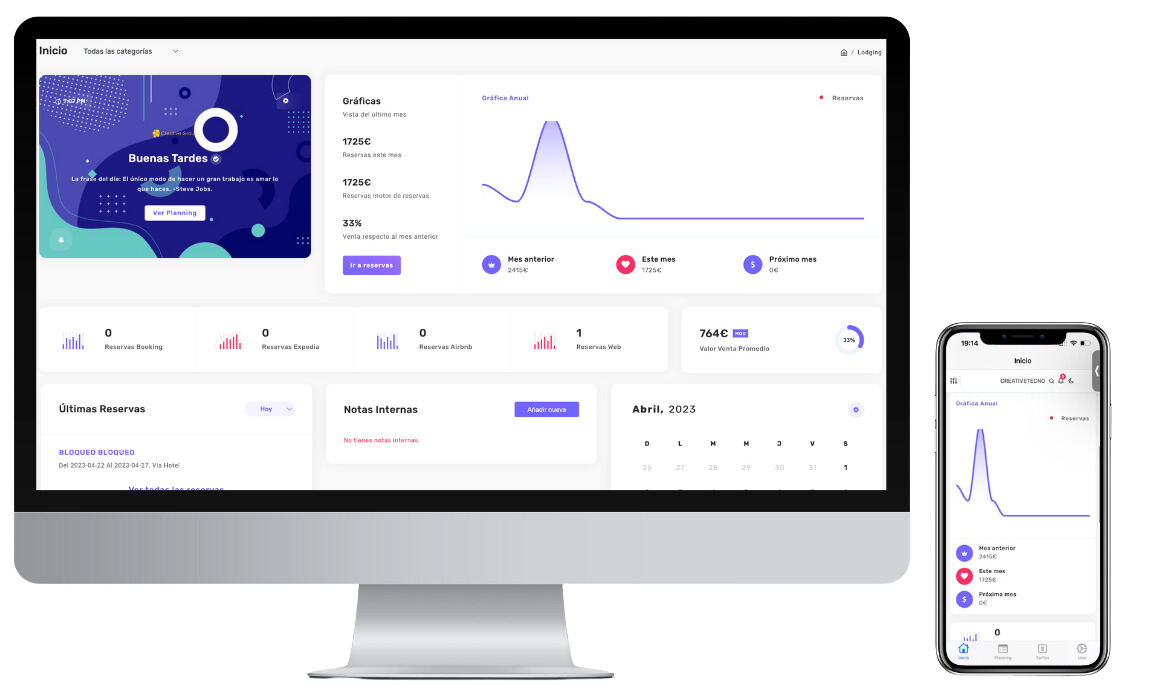 Inicio
Todas las categorías
/ Lodging
7:07 PM
Buenas Tardes
La frase del día: El único modo de hacer un gran trabajo es amar lo
que haces. -Steve Jobs.
Ver Planning
Gráficas
Vista del último mes
1725€
Reservas este mes
1725€
Reservas motor de reservas
33%
Venta respecto al mes anterior
Ir a reservas
Gráfica Anual
Reservas
Mes anterior
2415€
Este mes
1725€
Próximo mes
0€
0
Reservas Booking
0
Reservas Expedia
0
Reservas Airbnb
1
Reservas Web
764€ MOD
Valor Venta Promedio
33%
Últimas Reservas
Hoy
BLOQUEO BLOQUEO
Del 2023-04-22 Al 2023-04-27. Vía Hotel
Ver todas las reservas
Notas Internas
Añadir nueva
No tienes notas internas.
Abril, 2023
D L M M J V S
26 27 28 29 30 31 1
19:14
Inicio
CREATIVETECNO
Gráfica Anual
Reservas
Mes anterior
2415€
Este mes
1725€
Próximo mes
0€
0
Inicio
Planning
Tarifas